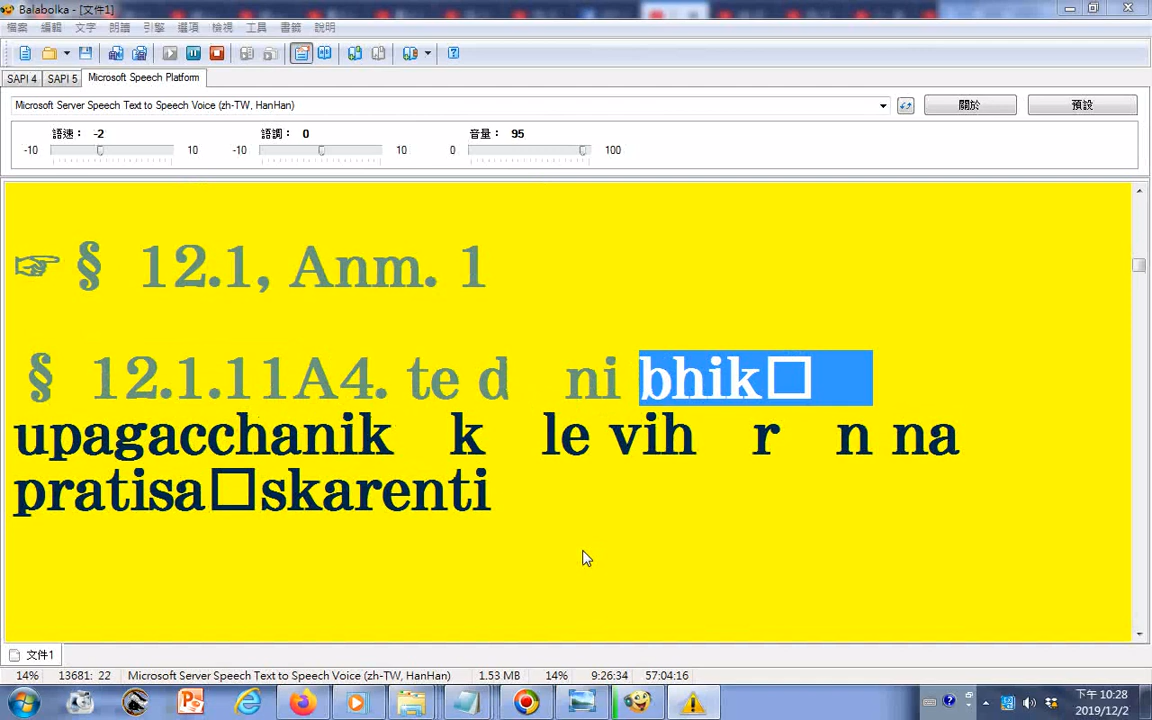 Balabolka - [文件1]
檔案 編輯 文字 朗讀 引擎 選項 檢視 工具 書籤 說明
SAPI 4 SAPI 5 Microsoft Speech Platform
Microsoft Server Speech Text to Speech Voice (zh-TW, HanHan) 關於 預設
語速： -2 語調： 0 音量： 95
-10 10 -10 10 0 100
☞ § 12.1, Anm. 1
§ 12.1.11A4. te d ni bhik□
upagacchanik k le vih r n na
pratisa□skarenti
文件1
14% 13681: 22 Microsoft Server Speech Text to Speech Voice (zh-TW, HanHan) 1.53 MB 14% 9:26:34 57:04:16
下午 10:28
2019/12/2